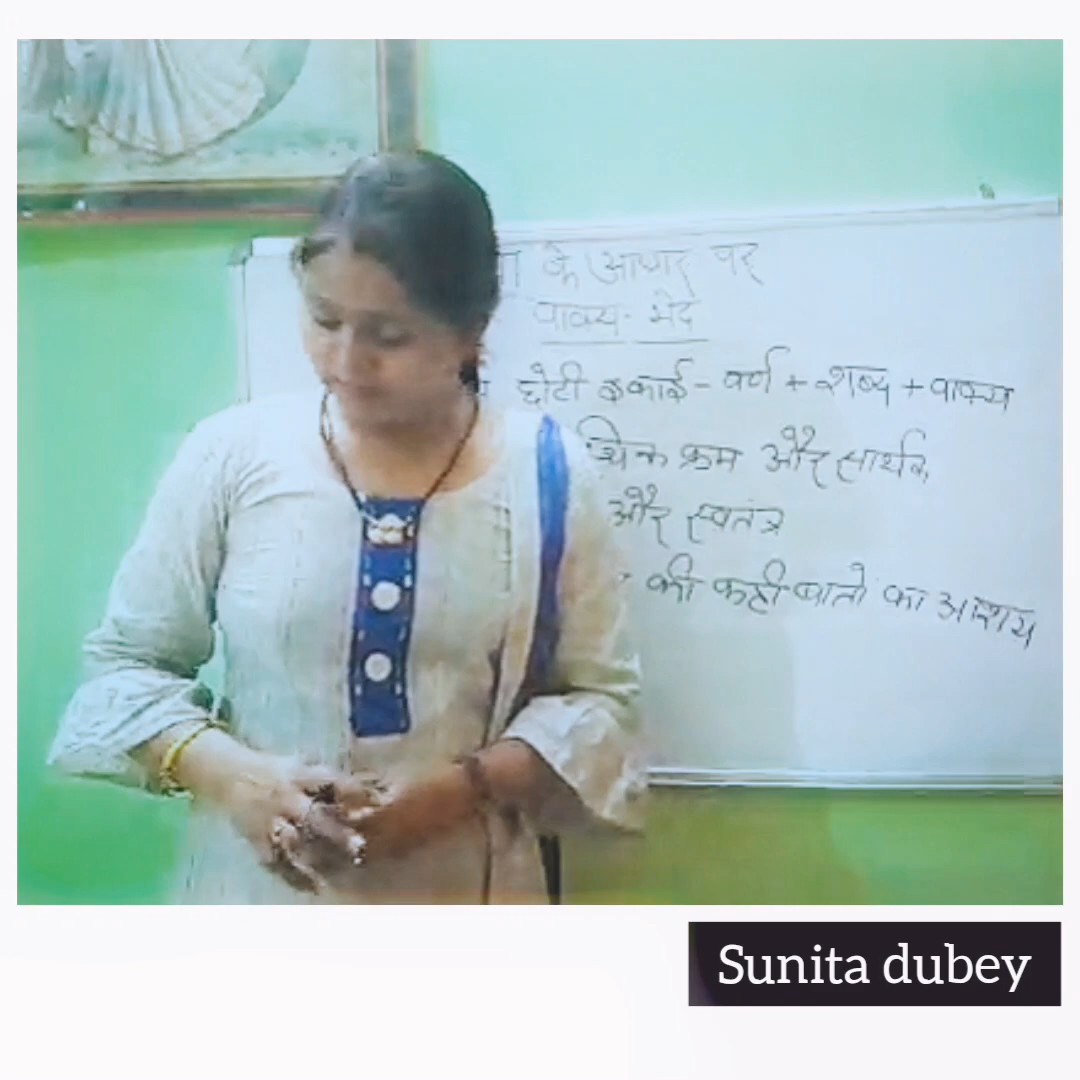 के आधार पर
वाक्य-भेद
छोटी इकाई - वर्ण + शब्द + वाक्य
क्रम और सार्थक
और स्वतंत्र
की कही बातों का आशय
Sunita dubey